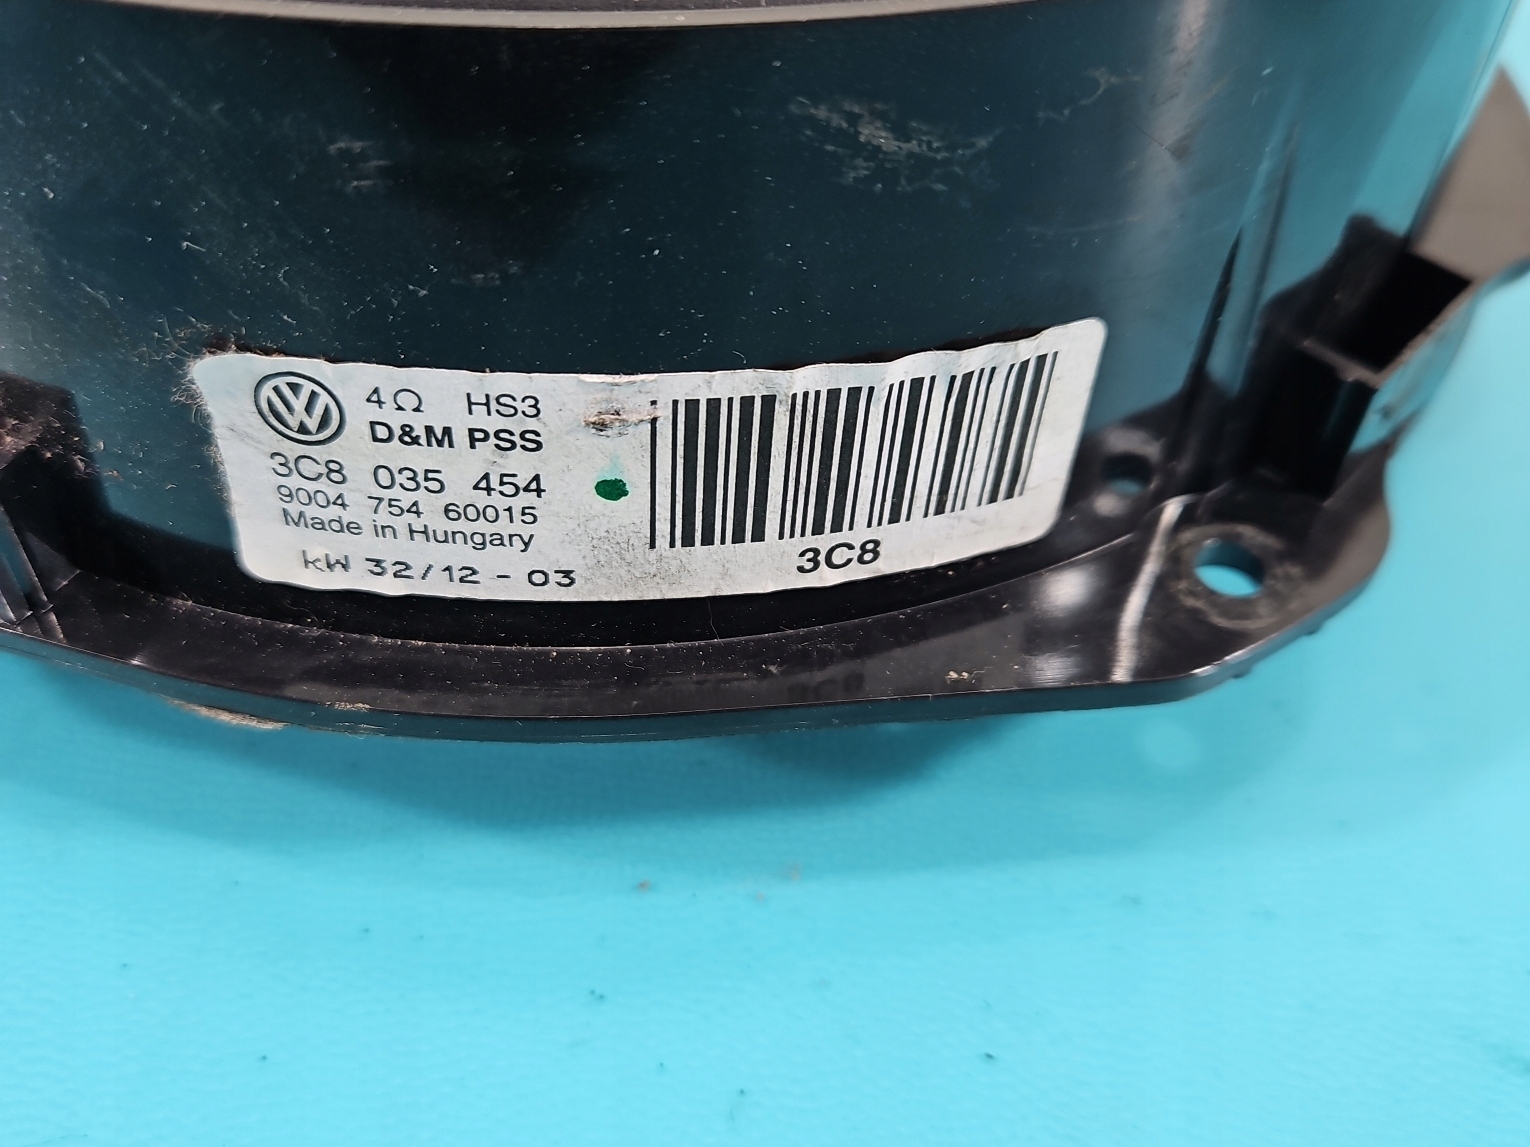 4Ω HS3
D&M PSS
3C8 035 454
9004 754 60015
Made in Hungary
kW 32/12 - 03
3C8